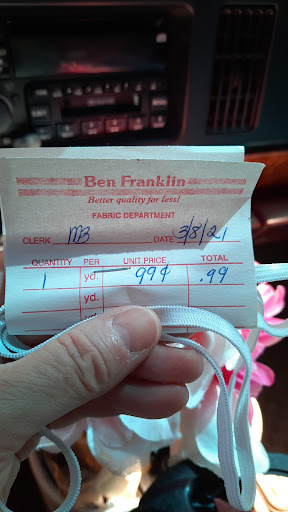 Ben Franklin
Better quality for less!
FABRIC DEPARTMENT
CLERK MB DATE 3/8/21
QUANTITY PER UNIT PRICE TOTAL
1 yd. 99¢ .99
yd.
yd.